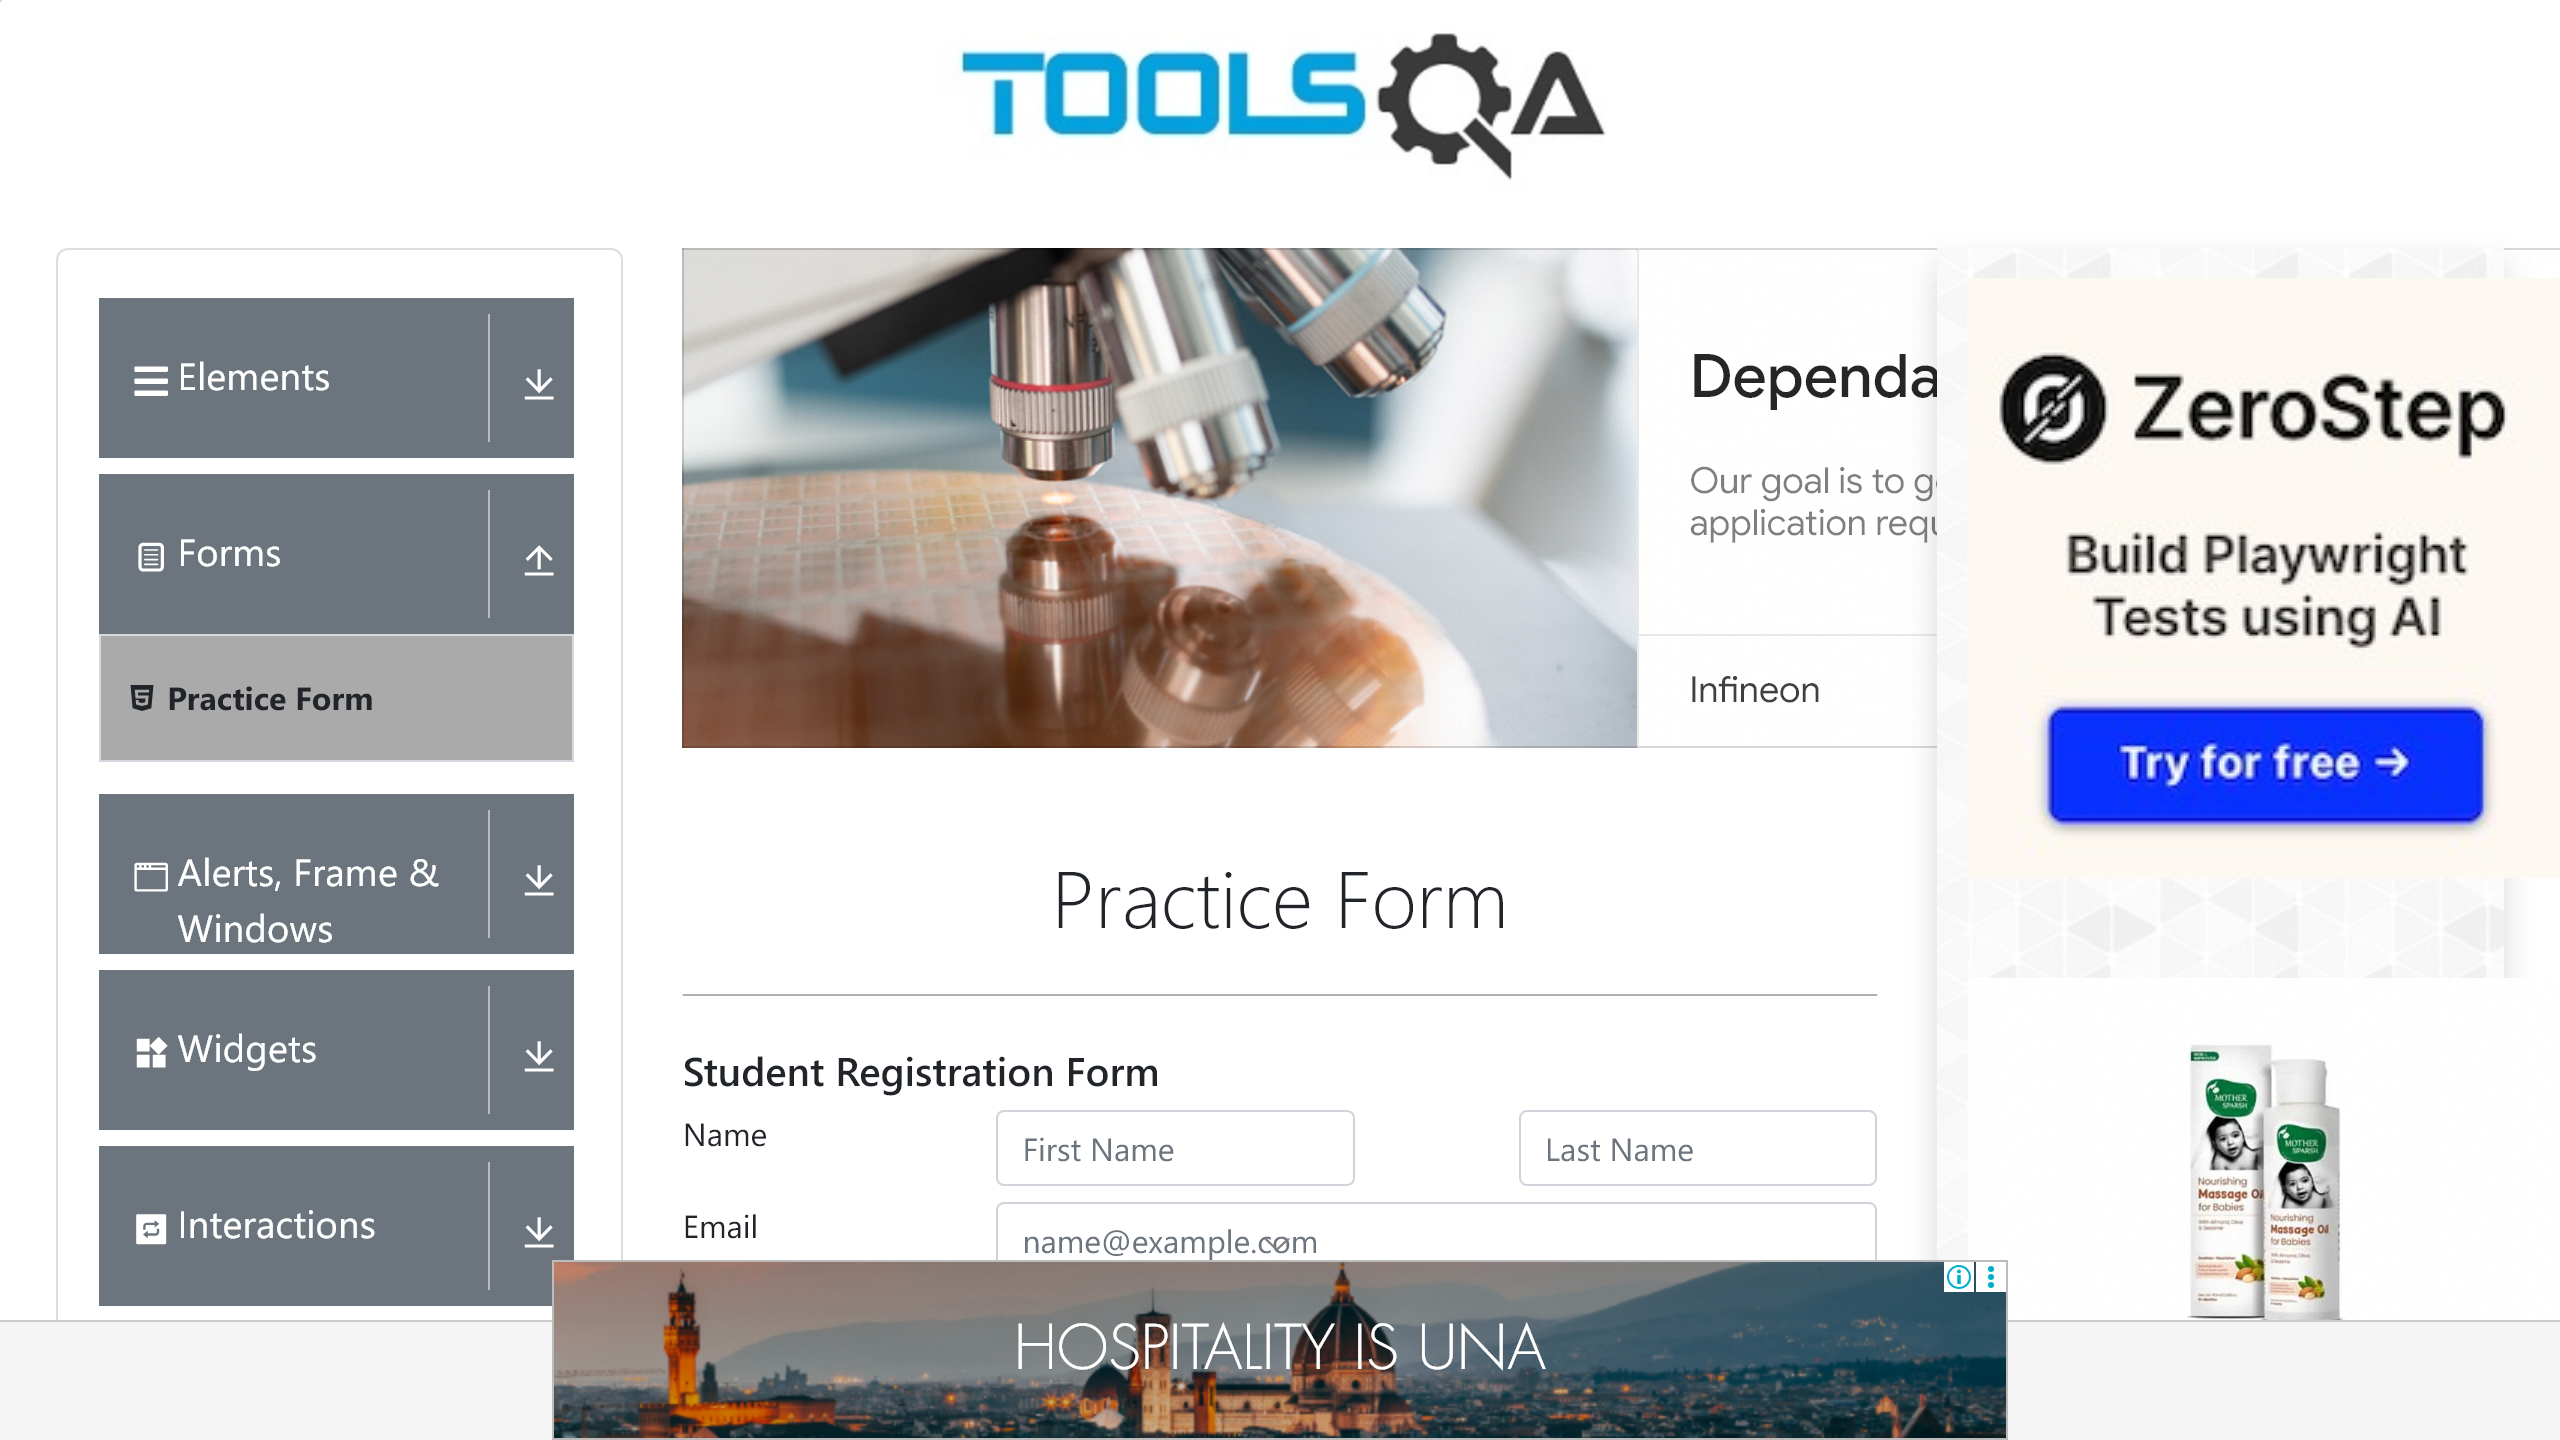 TOOLSQA
Elements
Forms
Practice Form
Alerts, Frame &
Windows
Widgets
Interactions
Dependa
Our goal is to g
application requ
Infineon
Practice Form
Student Registration Form
Name
First Name
Last Name
Email
name@example.com
ZeroStep
Build Playwright
Tests using AI
Try for free →
MOTHER
SPARSH
Nourishing
Massage Oil
for Babies
MOTHER
SPARSH
Nourishing
Massage Oil
for Babies
HOSPITALITY IS UNA